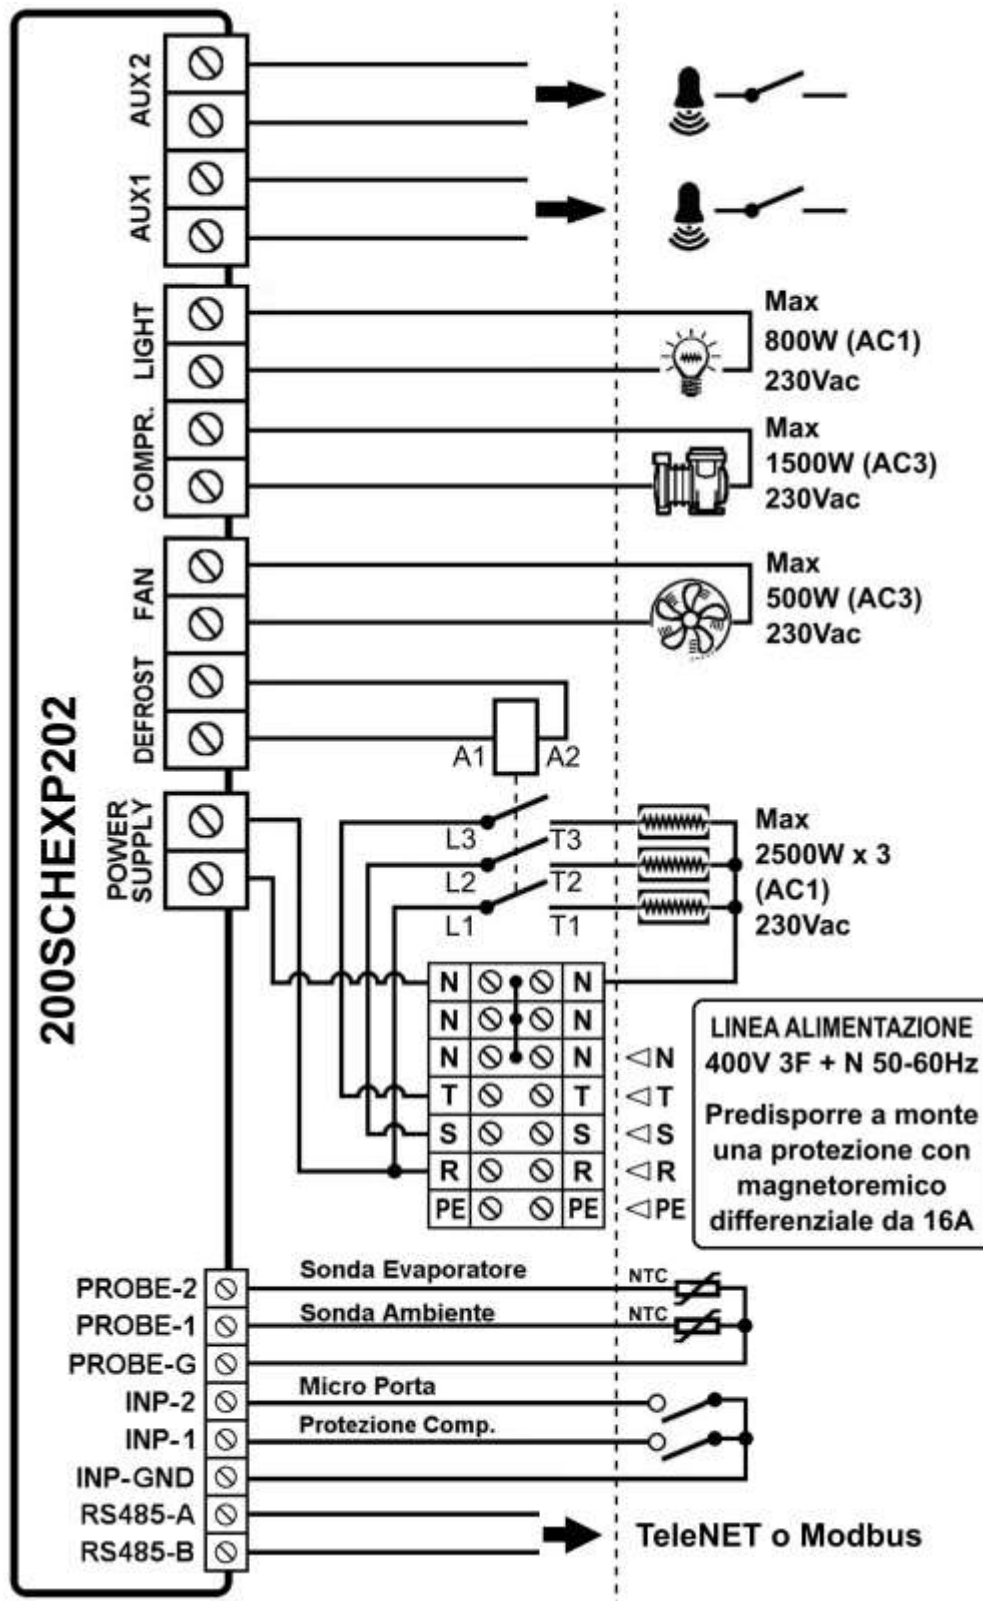 200SCHEXP202
AUX2
AUX1
LIGHT
Max
800W (AC1)
230Vac
COMPR.
Max
1500W (AC3)
230Vac
FAN
Max
500W (AC3)
230Vac
DEFROST
A1 A2
POWER
SUPPLY
L3 T3
L2 T2
L1 T1
Max
2500W x 3
(AC1)
230Vac
N N
N N
N N N
T T T
S S S
R R R
PE PE PE
LINEA ALIMENTAZIONE
400V 3F + N 50-60Hz
Predisporre a monte
una protezione con
magnetoremico
differenziale da 16A
PROBE-2 Sonda Evaporatore NTC
PROBE-1 Sonda Ambiente NTC
PROBE-G
INP-2 Micro Porta
INP-1 Protezione Comp.
INP-GND
RS485-A
RS485-B
TeleNET o Modbus